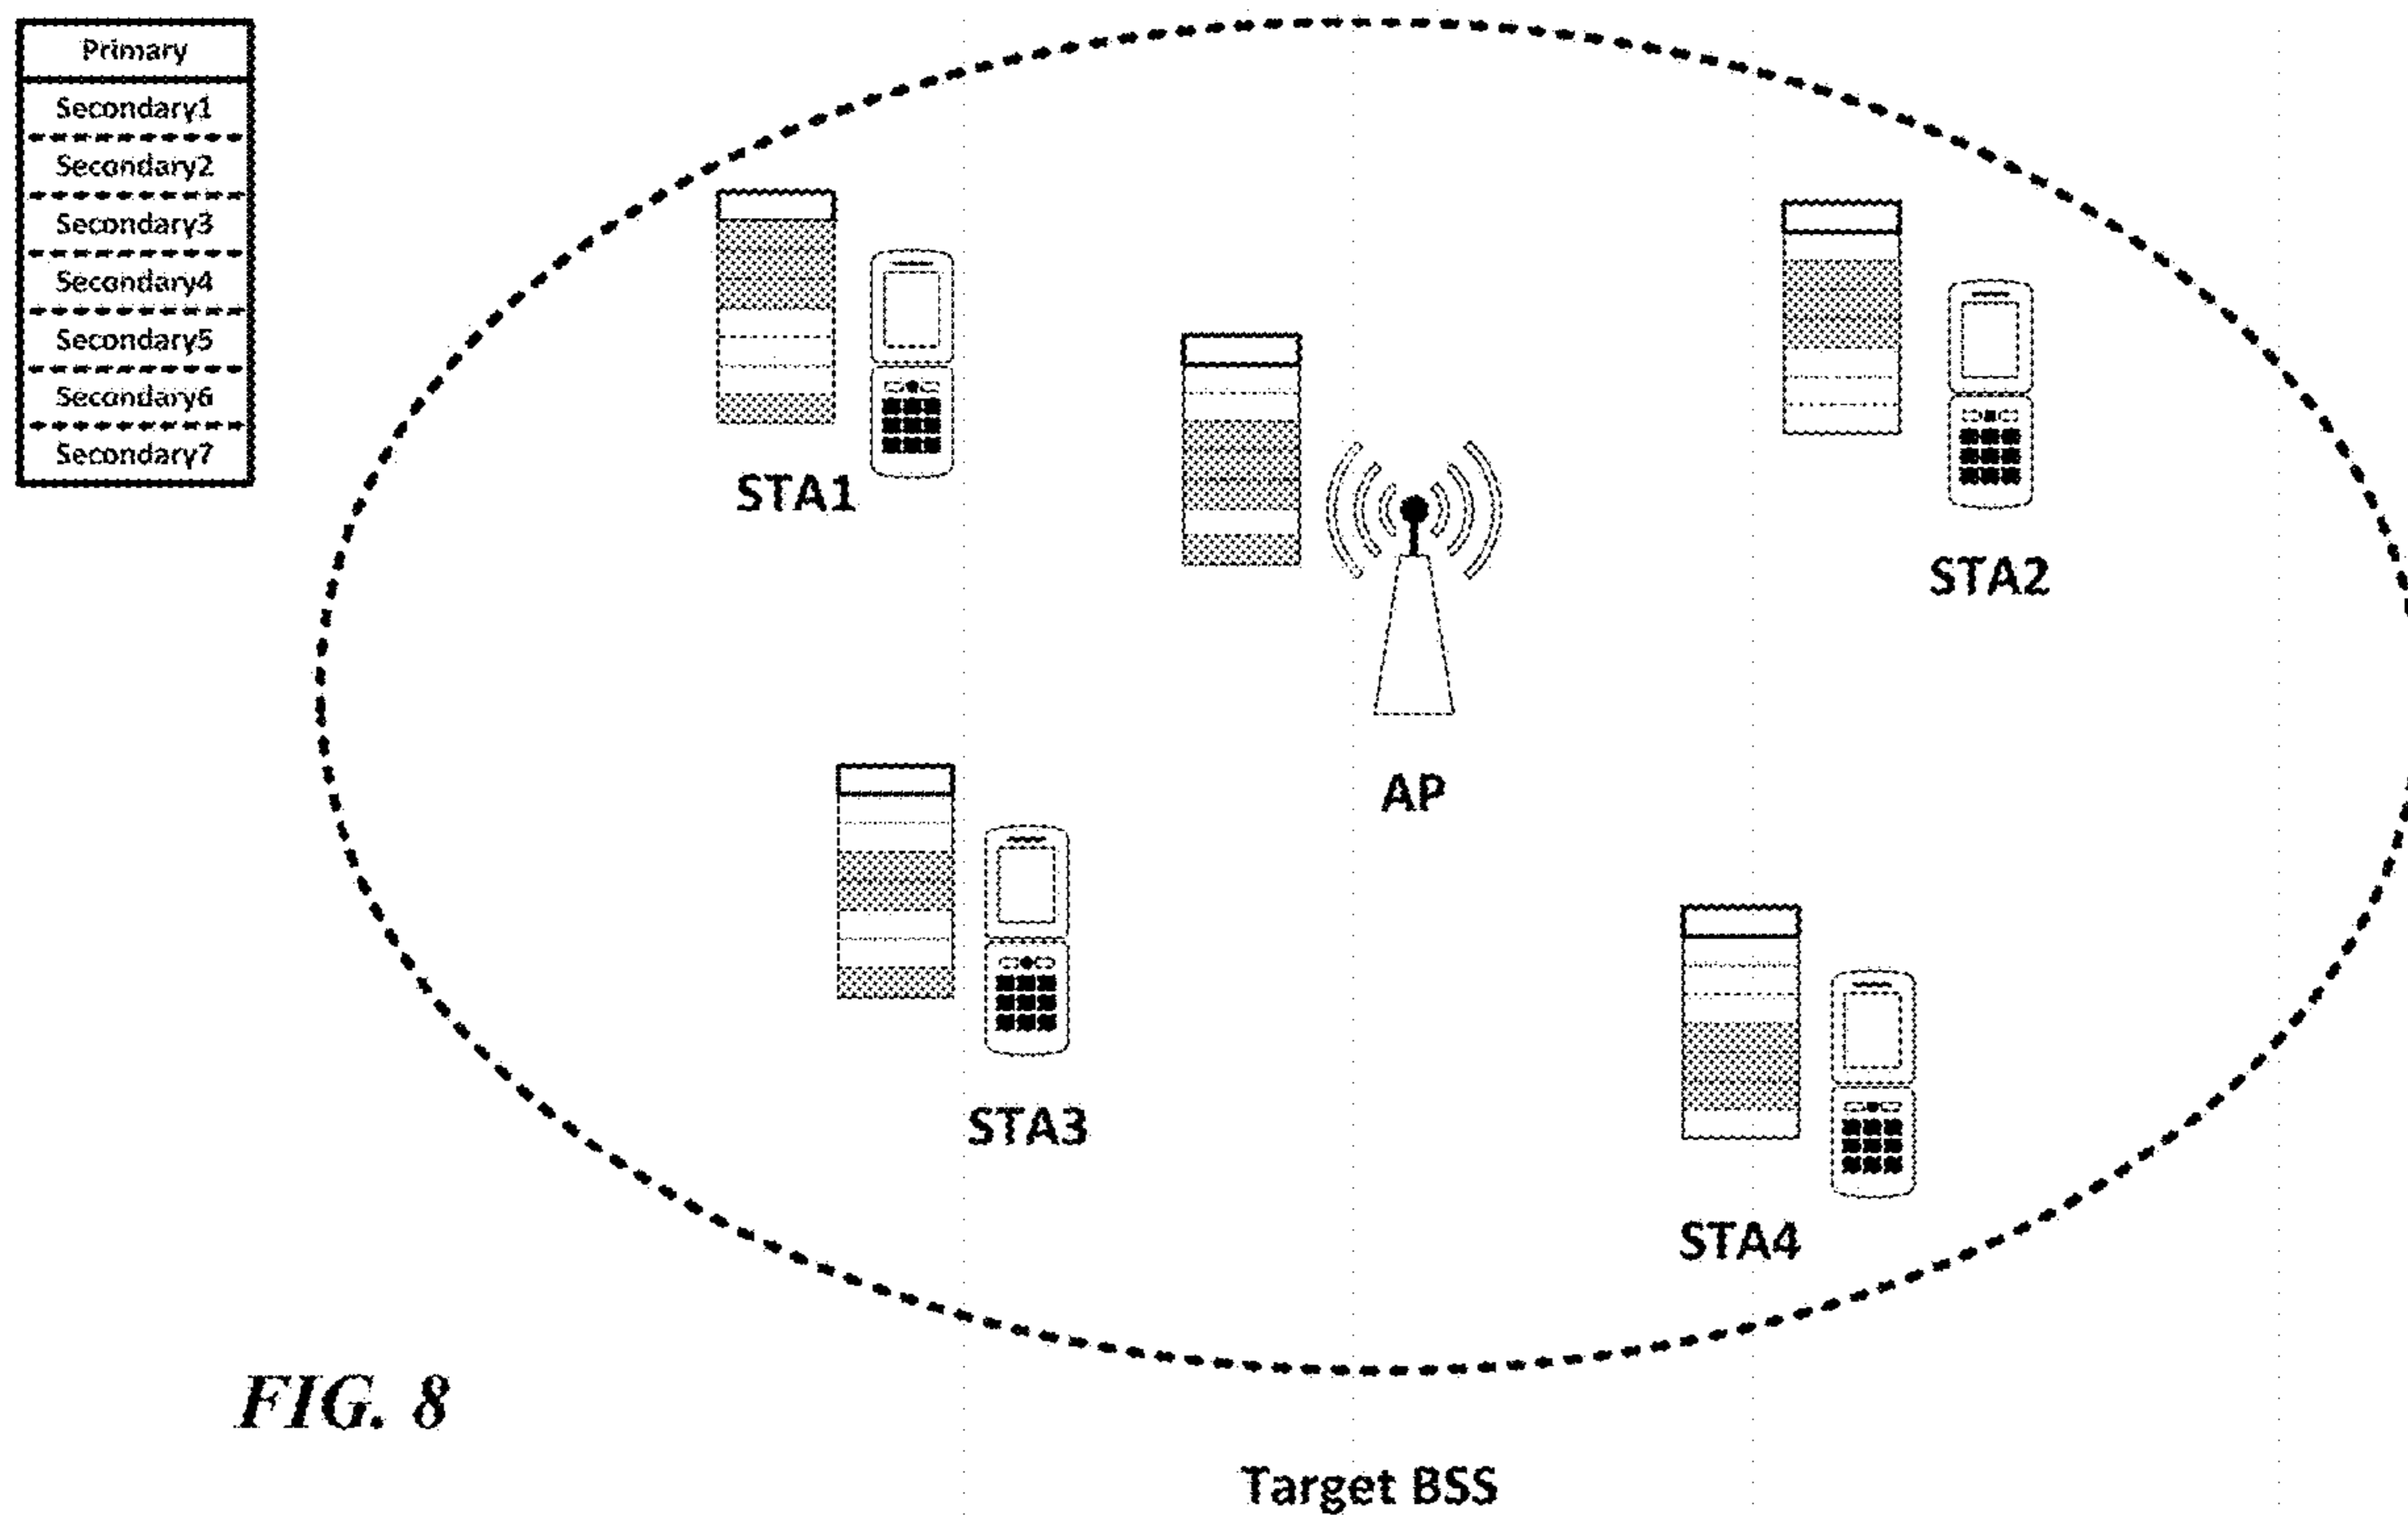 Primary
Secondary1
Secondary2
Secondary3
Secondary4
Secondary5
Secondary6
Secondary7
STA1
STA2
AP
STA3
STA4
FIG. 8
Target BSS